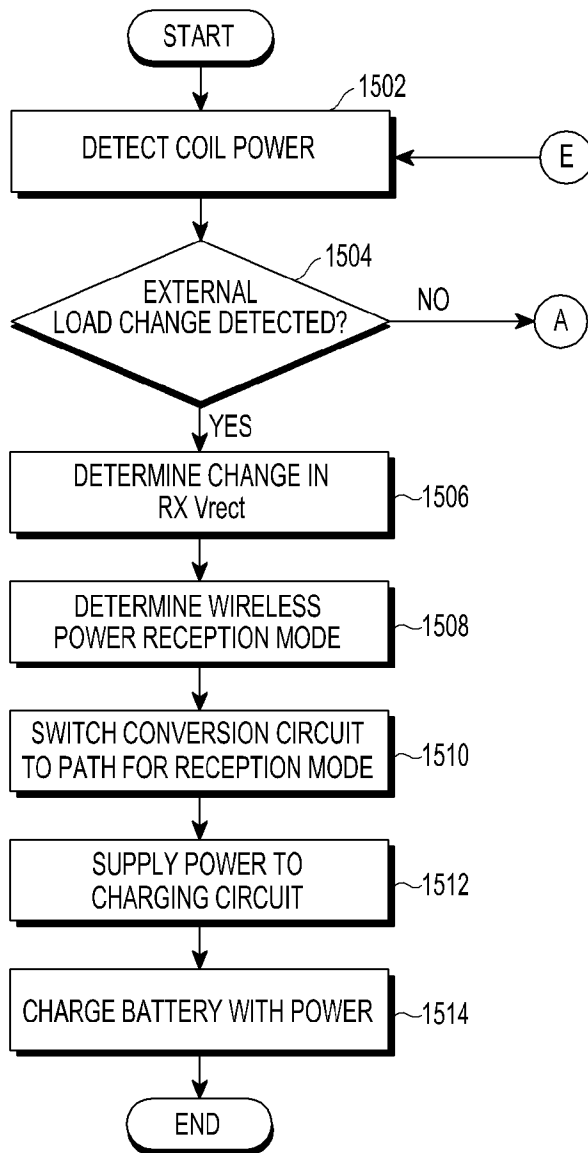 START
1502
DETECT COIL POWER
E
1504
EXTERNAL
LOAD CHANGE DETECTED?
NO
A
YES
DETERMINE CHANGE IN
RX Vrect
1506
DETERMINE WIRELESS
POWER RECEPTION MODE
1508
SWITCH CONVERSION CIRCUIT
TO PATH FOR RECEPTION MODE
1510
SUPPLY POWER TO
CHARGING CIRCUIT
1512
CHARGE BATTERY WITH POWER
1514
END